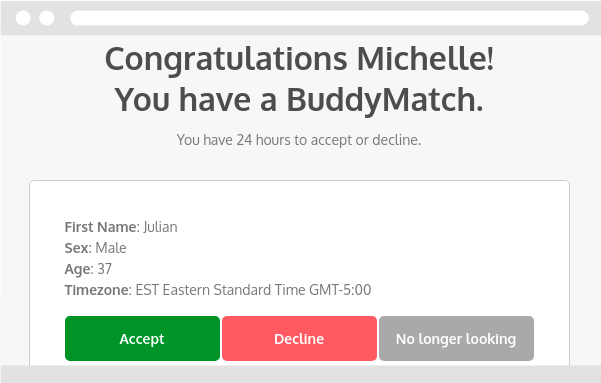 Congratulations Michelle!
You have a BuddyMatch.
You have 24 hours to accept or decline.
First Name: Julian
Sex: Male
Age: 37
Timezone: EST Eastern Standard Time GMT-5:00
Accept Decline No longer looking